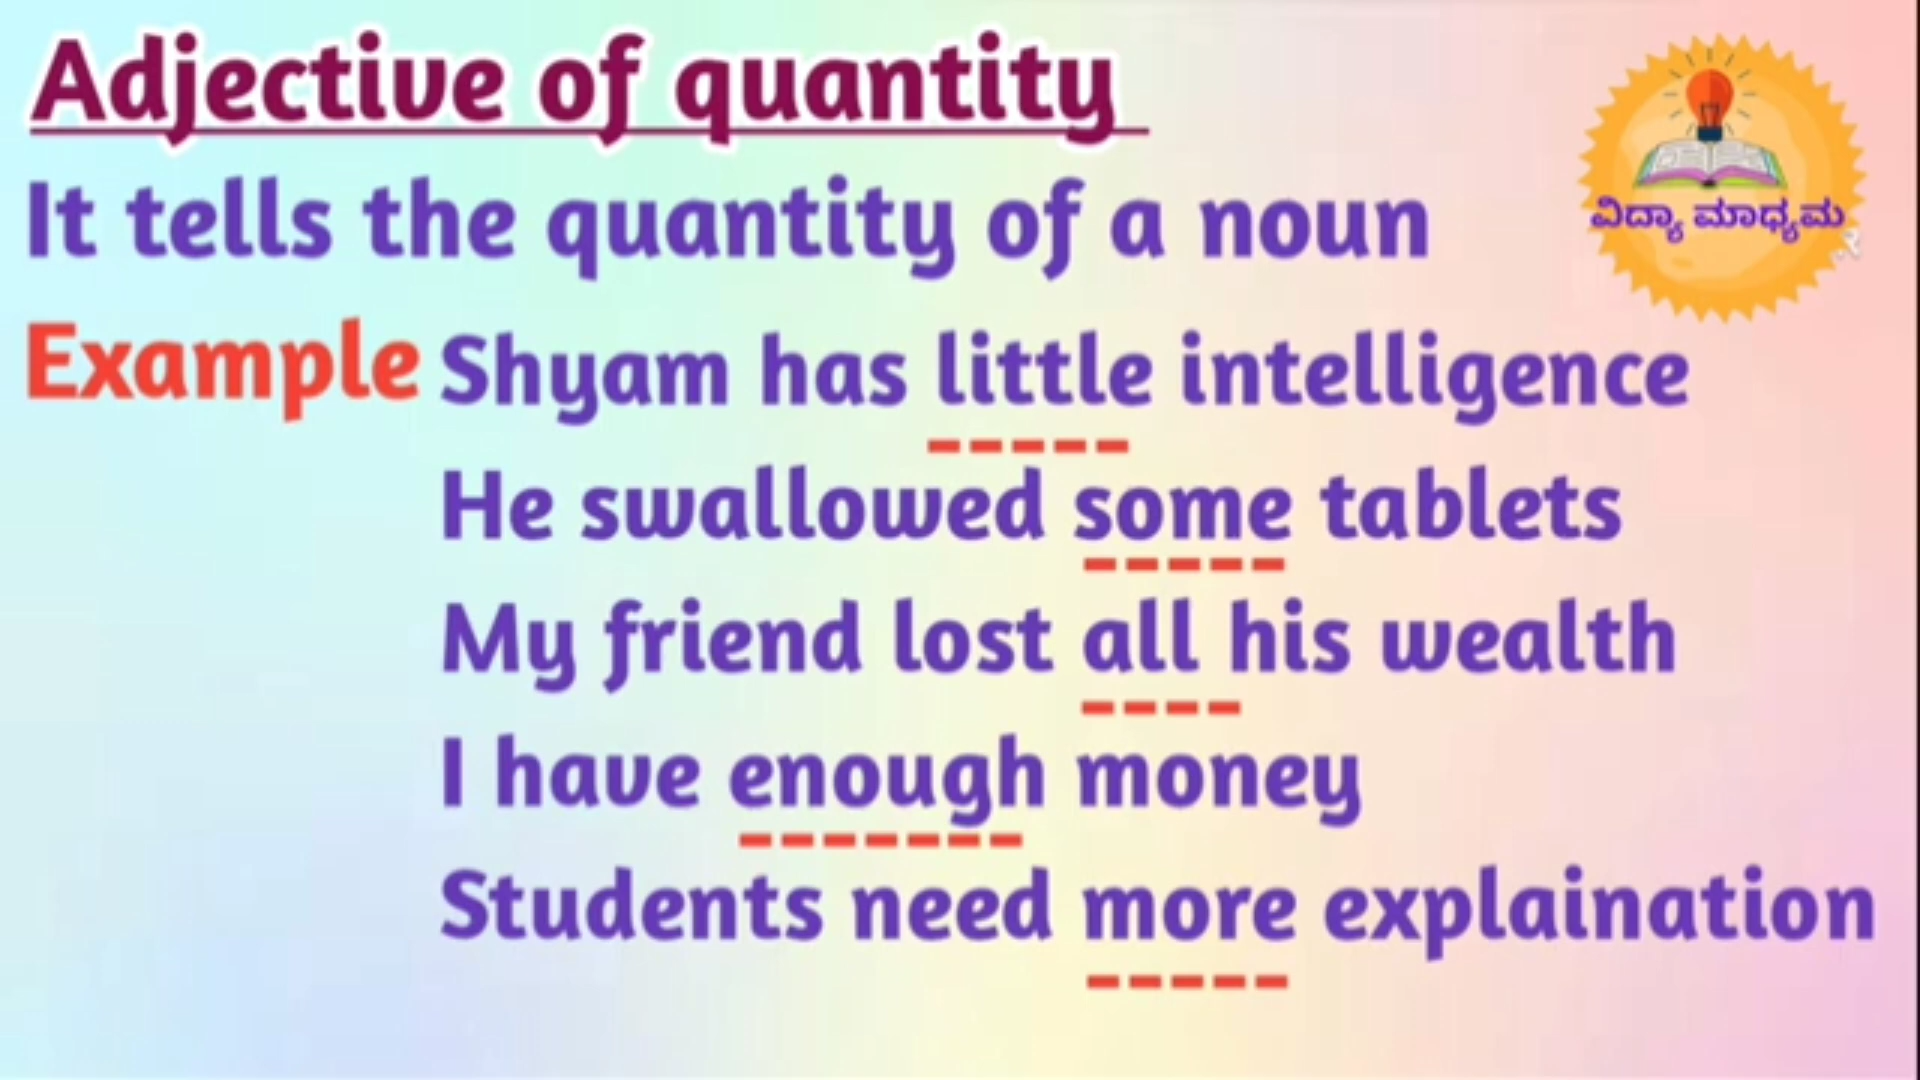 Adjective of quantity
ವಿದ್ಯಾ ಮಾಧ್ಯಮ
It tells the quantity of a noun
Example Shyam has little intelligence
He swallowed some tablets
My friend lost all his wealth
I have enough money
Students need more explaination